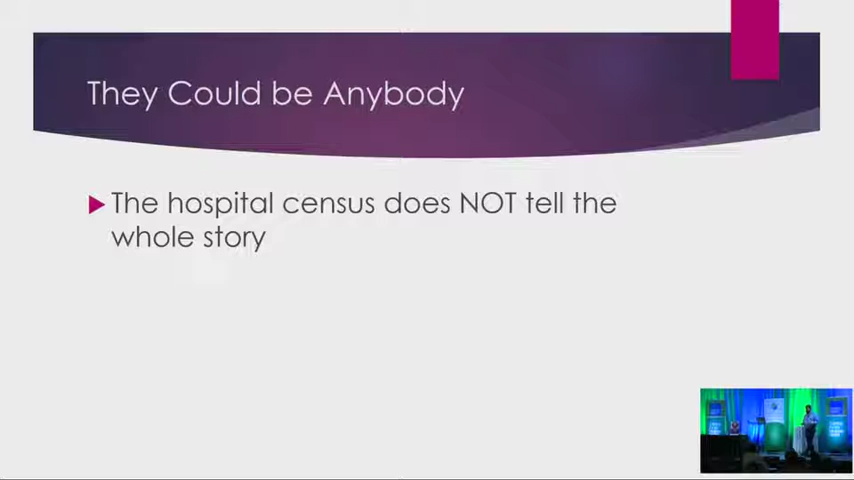 They Could be Anybody
The hospital census does NOT tell the
whole story